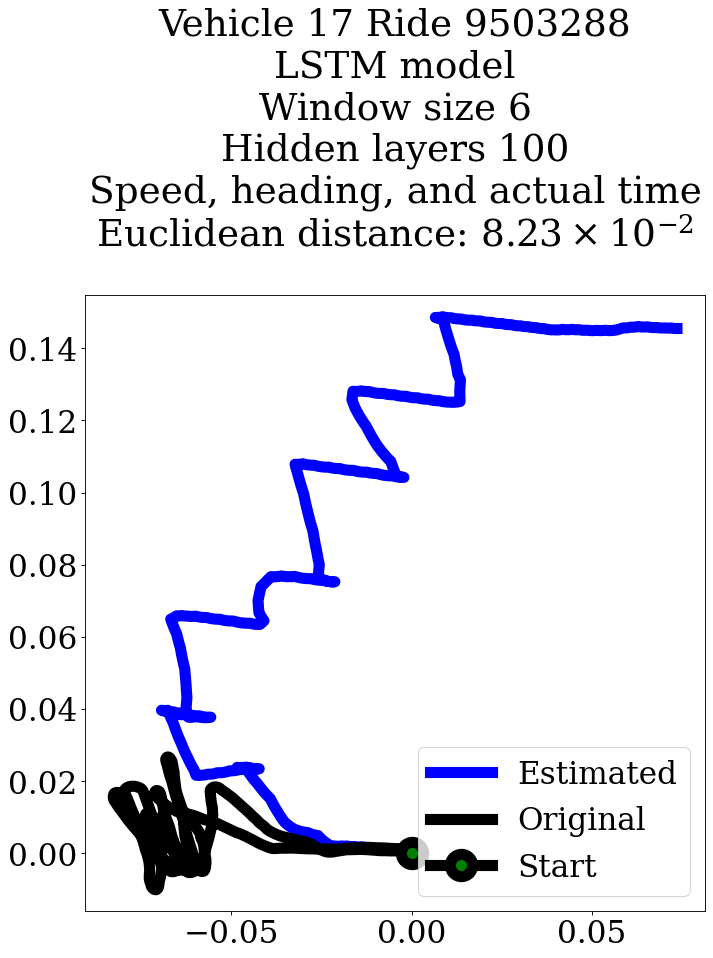 Vehicle 17 Ride 9503288
LSTM model
Window size 6
Hidden layers 100
Speed, heading, and actual time
Euclidean distance: 8.23 × 10⁻²
0.14
0.12
0.10
0.08
0.06
0.04
0.02
0.00
Estimated
Original
Start
−0.05
0.00
0.05